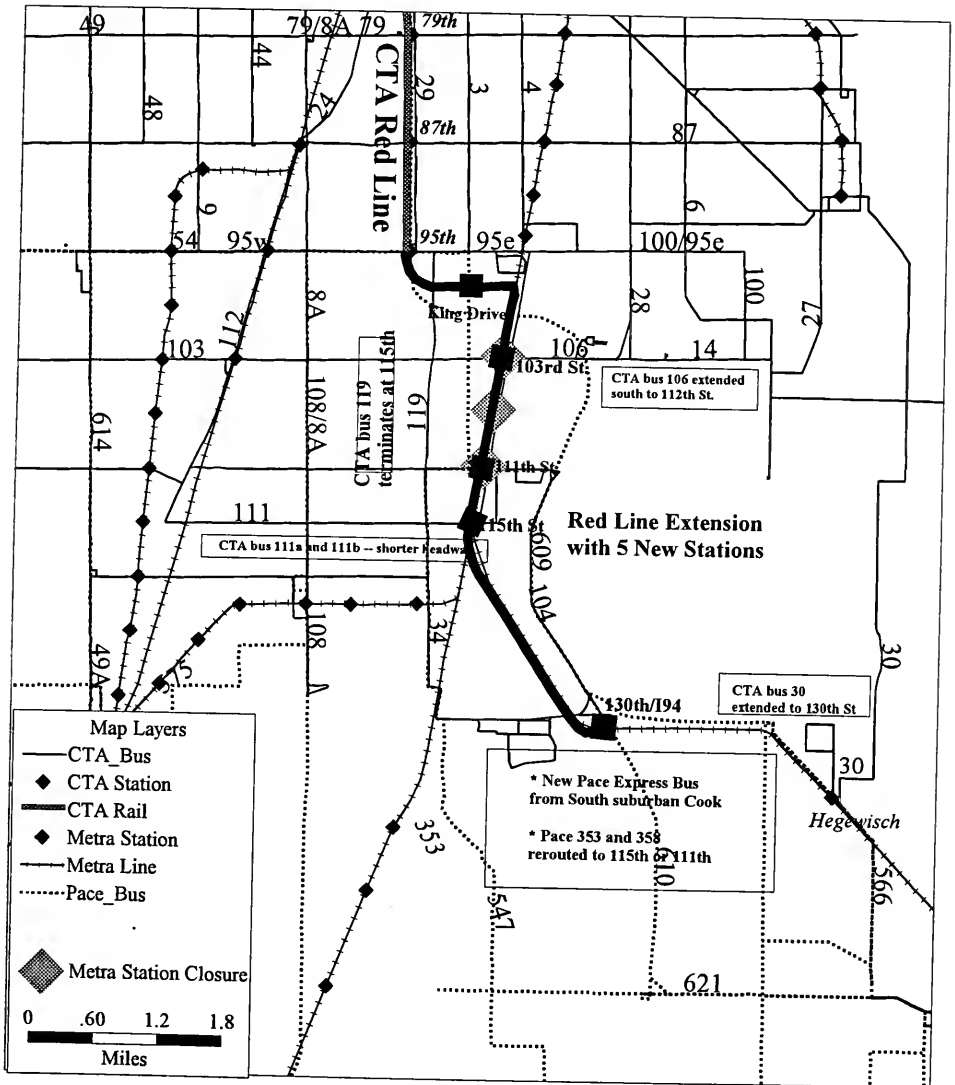 49
79/8A
79
79th
44
48
24
29
3
4
CTA Red Line
87th
87
9
6
54
95w
95th
95e
100/95e
8A
112
28
100
27
King Drive
103
106
14
103rd St
CTA bus 106 extended
south to 112th St.
614
108/8A
CTA bus 119
terminates at 115th
119
111th St
111
115th St
Red Line Extension
with 5 New Stations
CTA bus 111a and 111b -- shorter headway
609
104
34
108
A
49A
30
130th/I94
CTA bus 30
extended to 130th St
30
Hegewisch
* New Pace Express Bus
from South suburban Cook
* Pace 353 and 358
rerouted to 115th or 111th
353
547
610
566
621
Map Layers
CTA_Bus
CTA Station
CTA Rail
Metra Station
Metra Line
Pace_Bus
Metra Station Closure
0 .60 1.2 1.8
Miles